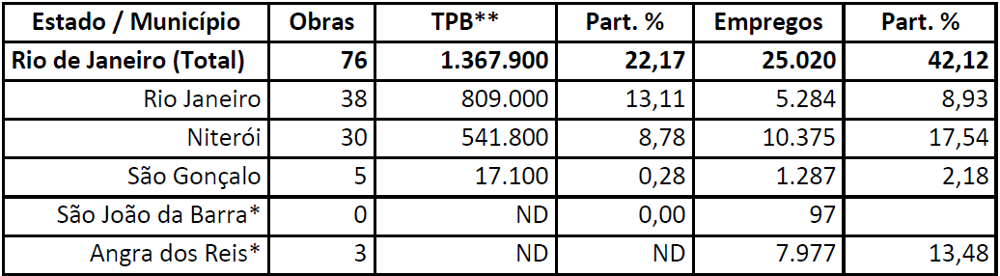 Estado / Município Obras TPB** Part. % Empregos Part. %
Rio de Janeiro (Total) 76 1.367.900 22,17 25.020 42,12
Rio Janeiro 38 809.000 13,11 5.284 8,93
Niterói 30 541.800 8,78 10.375 17,54
São Gonçalo 5 17.100 0,28 1.287 2,18
São João da Barra* 0 ND 0,00 97
Angra dos Reis* 3 ND ND 7.977 13,48